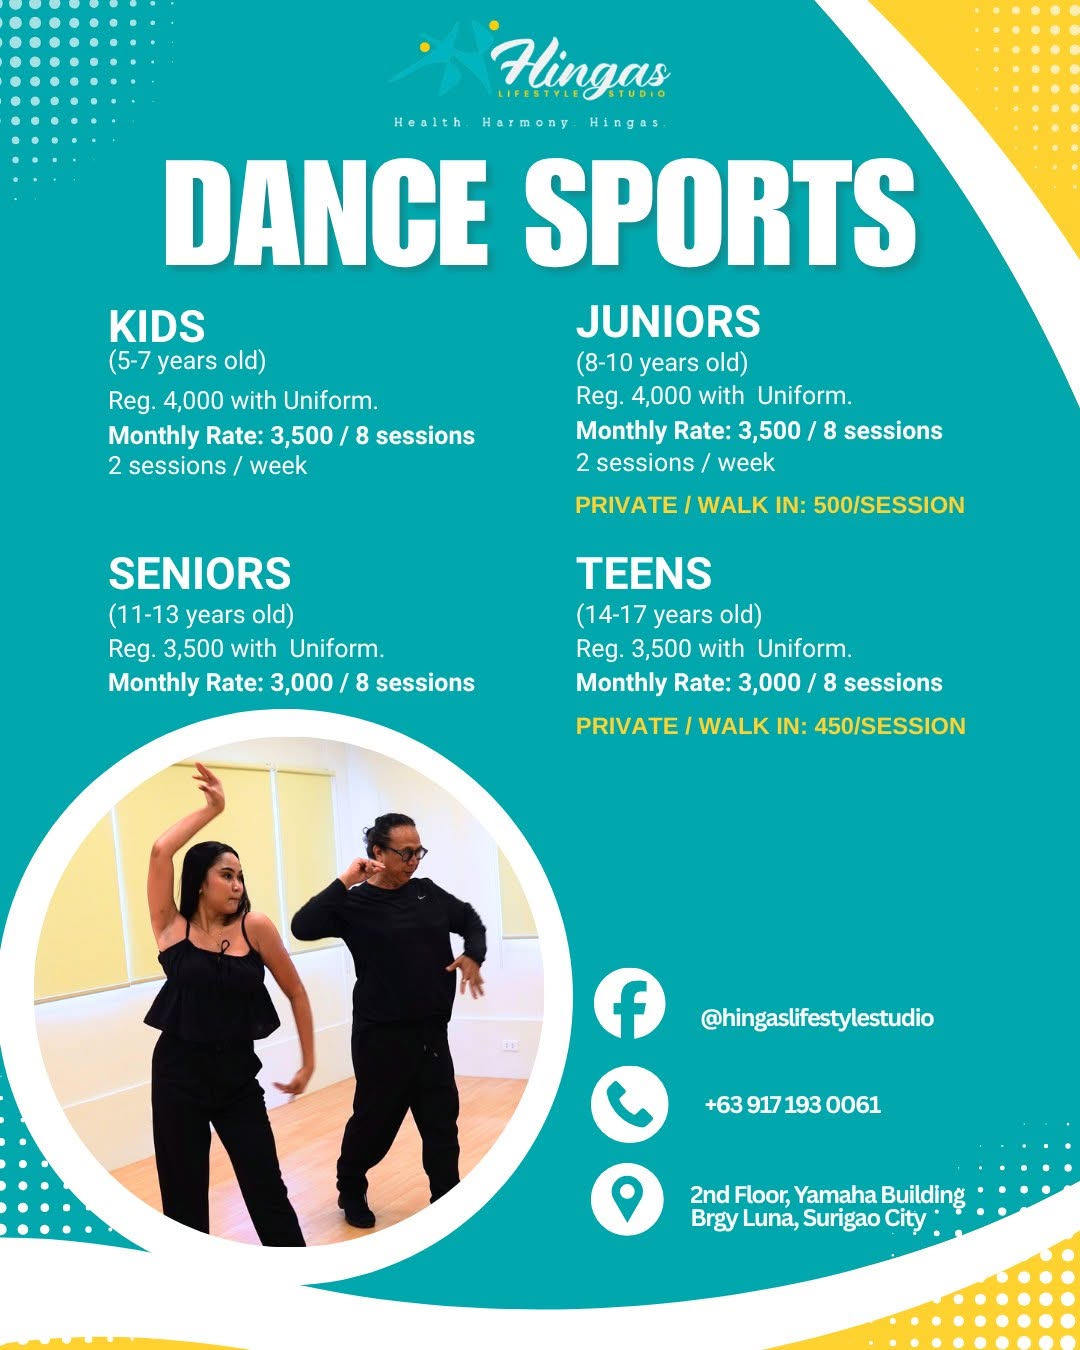 Hingas
LIFESTYLE STUDIO
Health. Harmony. Hingas.
DANCE SPORTS
KIDS
(5-7 years old)
Reg. 4,000 with Uniform.
Monthly Rate: 3,500 / 8 sessions
2 sessions / week
JUNIORS
(8-10 years old)
Reg. 4,000 with Uniform.
Monthly Rate: 3,500 / 8 sessions
2 sessions / week
PRIVATE / WALK IN: 500/SESSION
SENIORS
(11-13 years old)
Reg. 3,500 with Uniform.
Monthly Rate: 3,000 / 8 sessions
TEENS
(14-17 years old)
Reg. 3,500 with Uniform.
Monthly Rate: 3,000 / 8 sessions
PRIVATE / WALK IN: 450/SESSION
@hingaslifestylestudio
+63 917 193 0061
2nd Floor, Yamaha Building
Brgy Luna, Surigao City